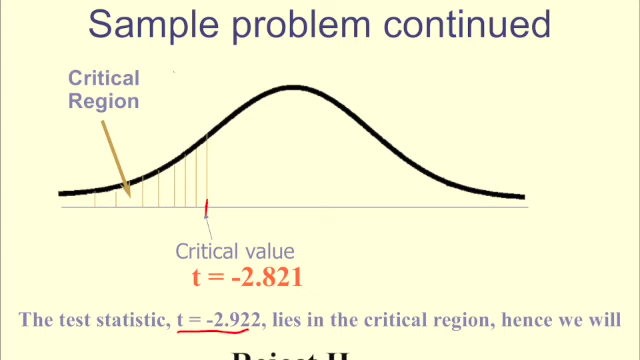 Sample problem continued
Critical
Region
Critical value
t = -2.821
The test statistic, t = -2.922, lies in the critical region, hence we will
Reject H